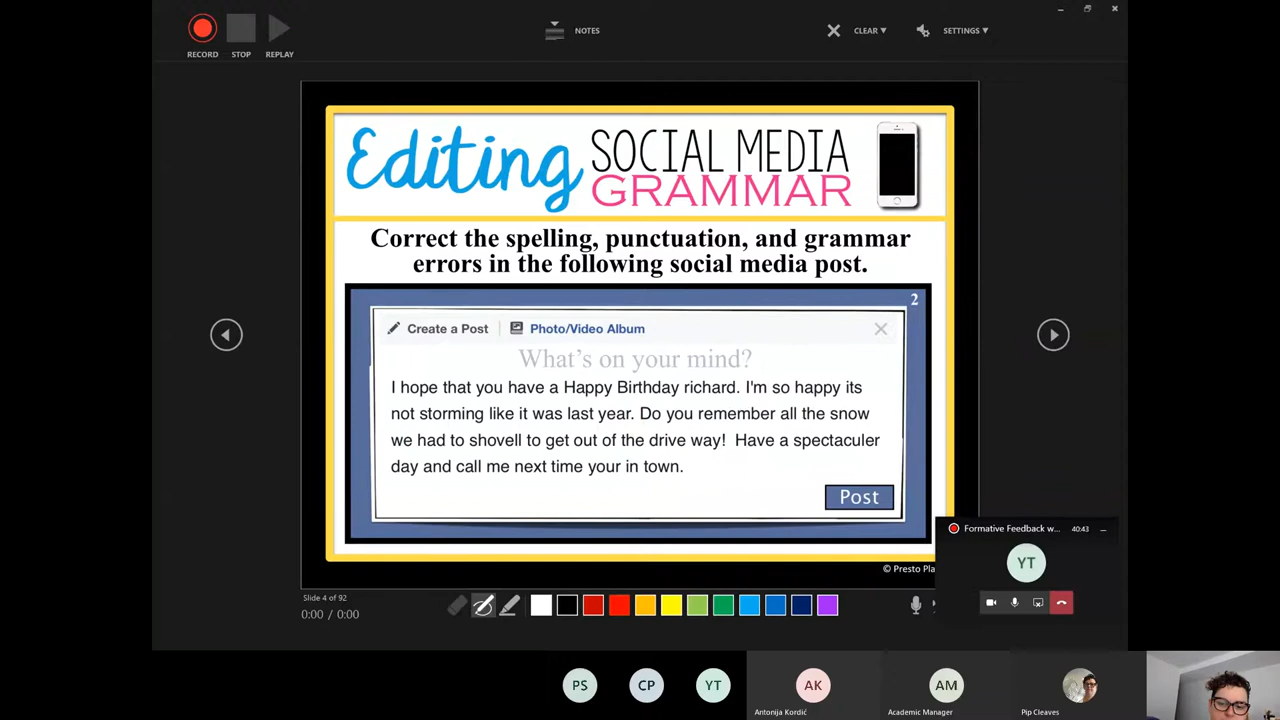 RECORD
STOP
REPLAY
NOTES
CLEAR
SETTINGS
Editing
SOCIAL MEDIA
GRAMMAR
Correct the spelling, punctuation, and grammar
errors in the following social media post.
2
Create a Post
Photo/Video Album
What's on your mind?
I hope that you have a Happy Birthday richard. I'm so happy its
not storming like it was last year. Do you remember all the snow
we had to shovell to get out of the drive way! Have a spectaculer
day and call me next time your in town.
Post
© Presto Pla
Slide 4 of 92
0:00 / 0:00
Formative Feedback w...
40:43
YT
PS
CP
YT
AK
Antonija Kordić
AM
Academic Manager
Pip Cleaves